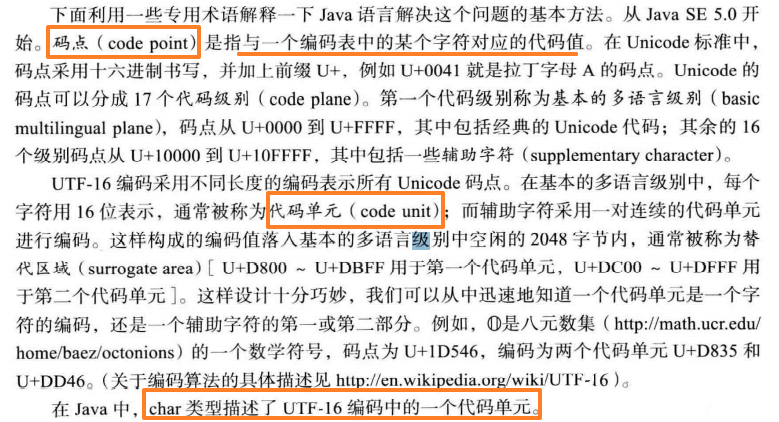 下面利用一些专用术语解释一下 Java 语言解决这个问题的基本方法。从 Java SE 5.0 开
始。码点(code point)是指与一个编码表中的某个字符对应的代码值。在 Unicode 标准中,
码点采用十六进制书写,并加上前缀 U+,例如 U+0041 就是拉丁字母 A 的码点。Unicode 的
码点可以分成 17 个代码级别(code plane)。第一个代码级别称为基本的多语言级别(basic
multilingual plane),码点从 U+0000 到 U+FFFF,其中包括经典的 Unicode 代码;其余的 16
个级别码点从 U+10000 到 U+10FFFF,其中包括一些辅助字符(supplementary character)。
UTF-16 编码采用不同长度的编码表示所有 Unicode 码点。在基本的多语言级别中,每个
字符用 16 位表示,通常被称为代码单元(code unit);而辅助字符采用一对连续的代码单元
进行编码。这样构成的编码值落入基本的多语言级别中空闲的 2048 字节内,通常被称为替
代区域(surrogate area)[ U+D800 ~ U+DBFF 用于第一个代码单元,U+DC00 ~ U+DFFF 用
于第二个代码单元]。这样设计十分巧妙,我们可以从中迅速地知道一个代码单元是一个字
符的编码,还是一个辅助字符的第一或第二部分。例如,𝕆是八元数集(http://math.ucr.edu/
home/baez/octonions)的一个数学符号,码点为 U+1D546,编码为两个代码单元 U+D835 和
U+DD46。(关于编码算法的具体描述见 http://en.wikipedia.org/wiki/UTF-16)。
在 Java 中,char 类型描述了 UTF-16 编码中的一个代码单元。